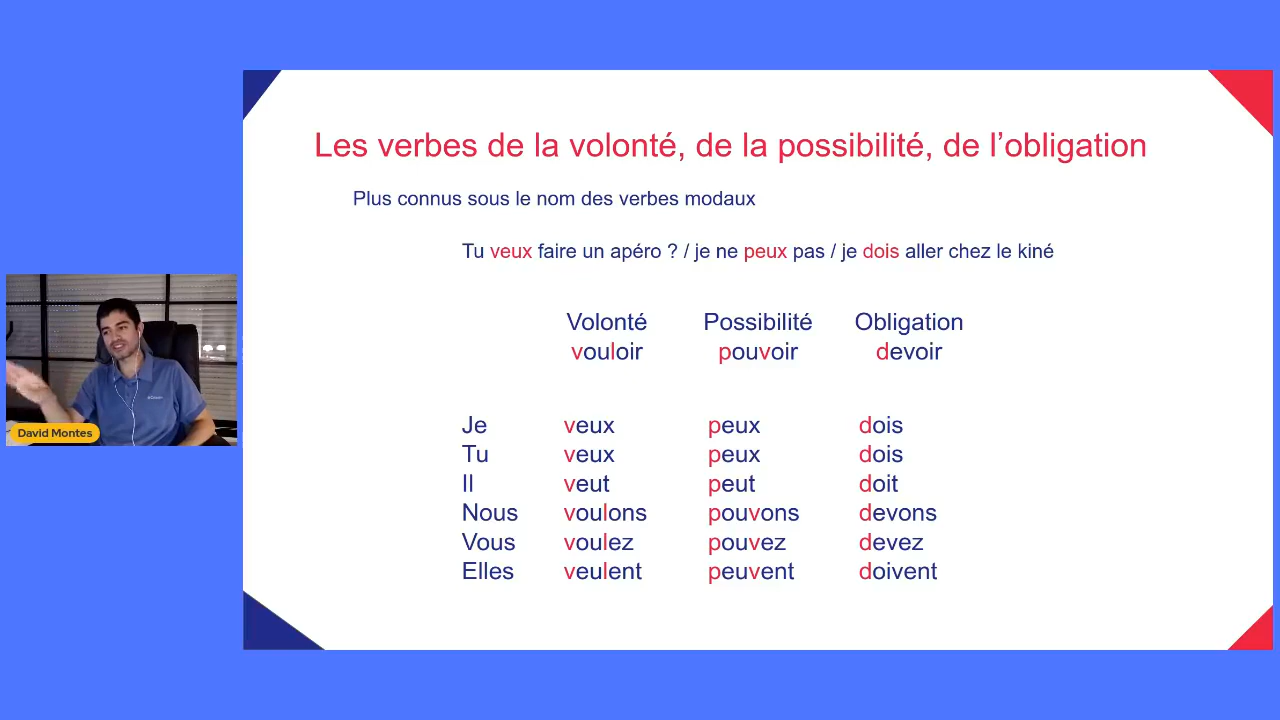 Les verbes de la volonté, de la possibilité, de l’obligation
Plus connus sous le nom des verbes modaux
Tu veux faire un apéro ? / je ne peux pas / je dois aller chez le kiné
Volonté Possibilité Obligation
vouloir pouvoir devoir
Je veux peux dois
Tu veux peux dois
Il veut peut doit
Nous voulons pouvons devons
Vous voulez pouvez devez
Elles veulent peuvent doivent
David Montes